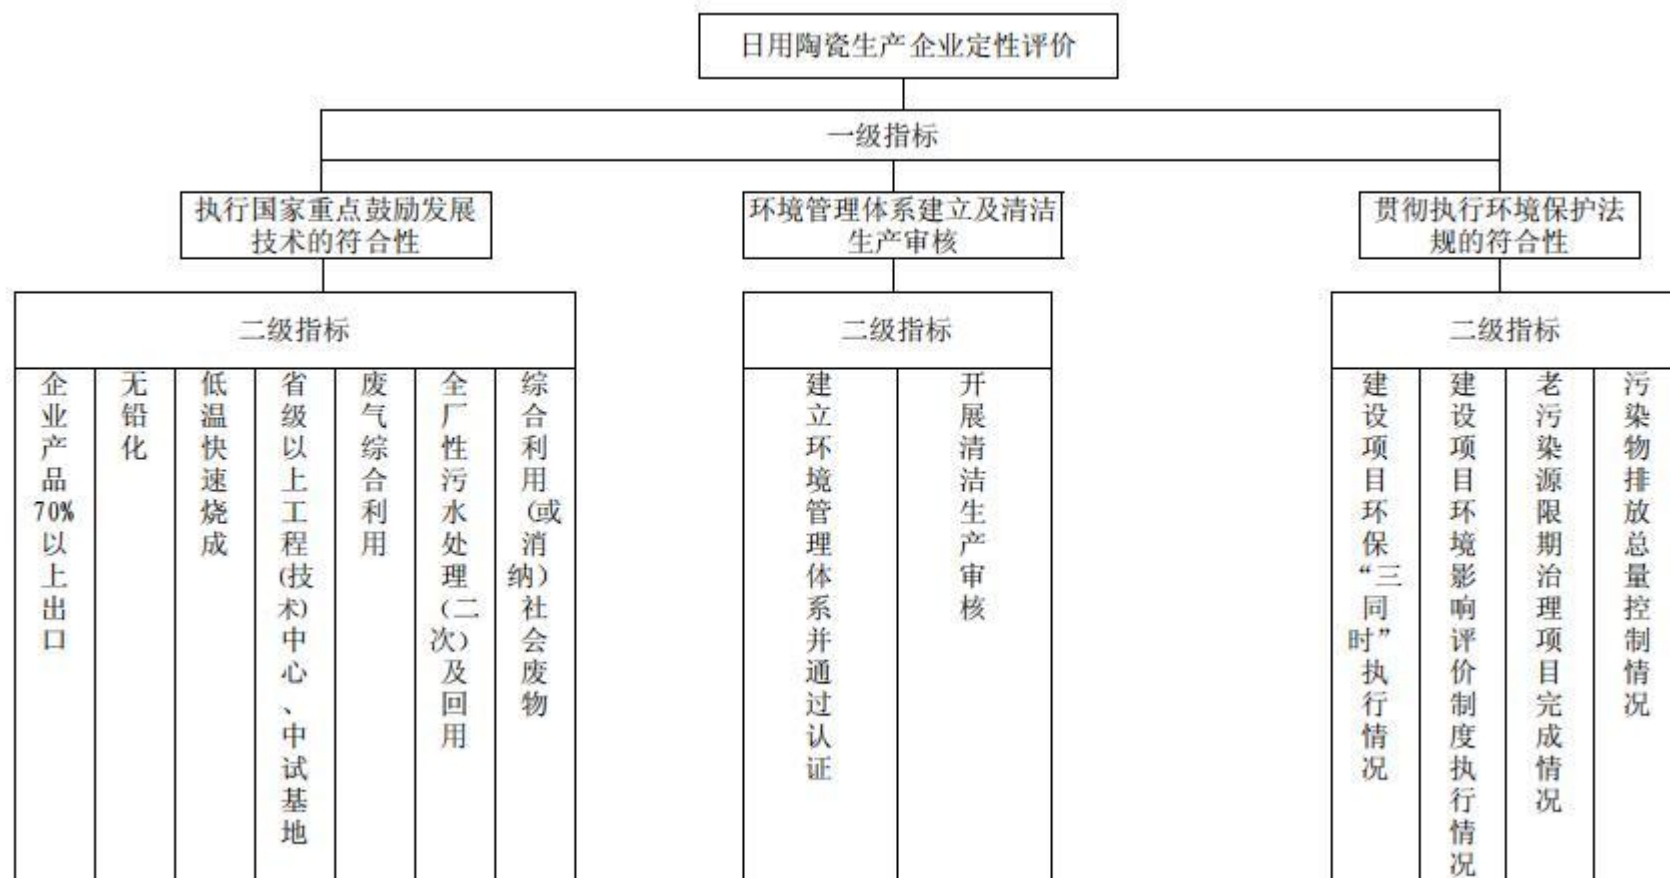 日用陶瓷生产企业定性评价
一级指标
执行国家重点鼓励发展
技术的符合性
环境管理体系建立及清洁
生产审核
贯彻执行环境保护法
规的符合性
二级指标
二级指标
二级指标
企业产品70%以上出口
无铅化
低温快速烧成
省级以上工程(技术)中心、中试基地
废气综合利用
全厂性污水处理(二次)及回用
综合利用(或消纳)社会废物
建立环境管理体系并通过认证
开展清洁生产审核
建设项目环保“三同时”执行情况
建设项目环境影响评价制度执行情况
老污染源限期治理项目完成情况
污染物排放总量控制情况